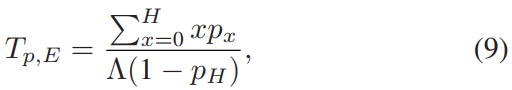 T_{p,E} = \frac{\sum_{x=0}^{H} x p_x}{\Lambda(1 - p_H)}, (9)